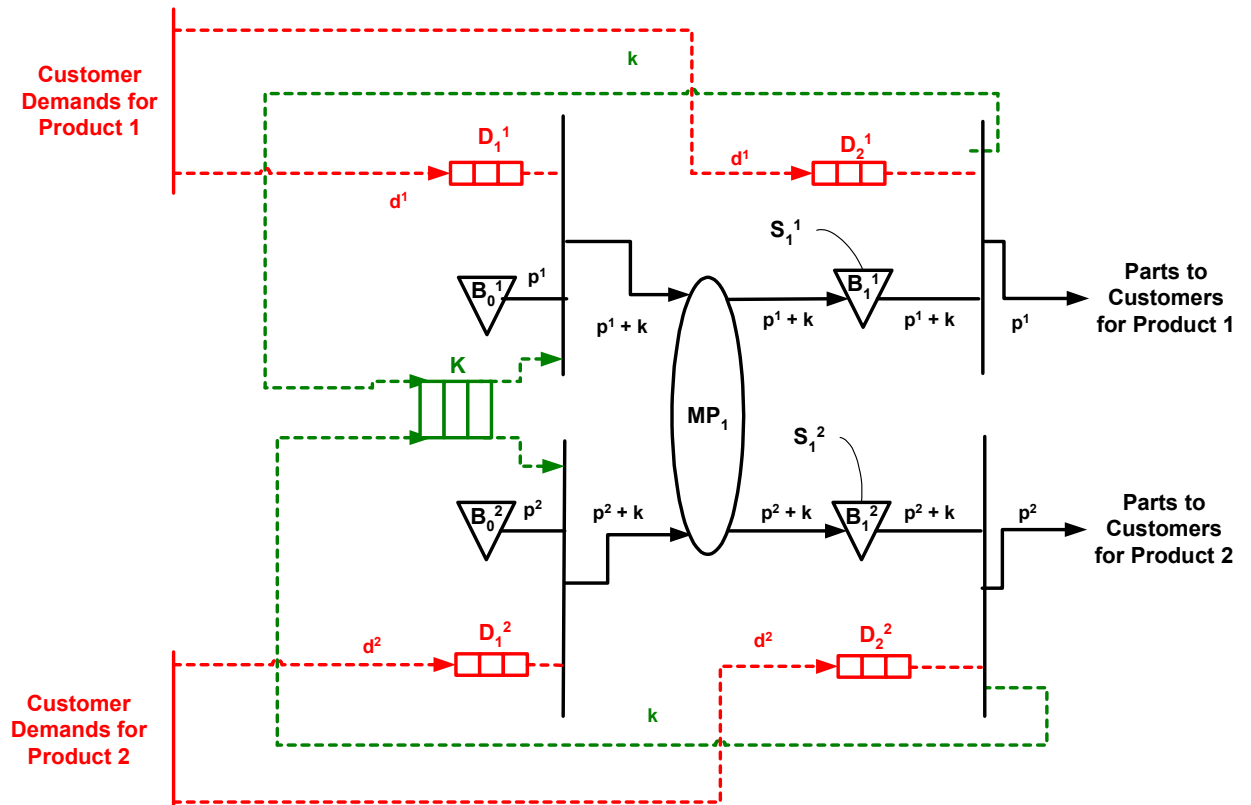 k
Customer
Demands for
Product 1
D₁¹
d¹
D₂¹
d¹
S₁¹
p¹
B₀¹
B₁¹
Parts to
Customers
for Product 1
p¹ + k
p¹ + k
p¹ + k
p¹
K
MP₁
S₁²
p²
B₀²
p² + k
p² + k
B₁²
p² + k
p²
Parts to
Customers
for Product 2
d²
D₁²
d²
D₂²
Customer
Demands for
Product 2
k